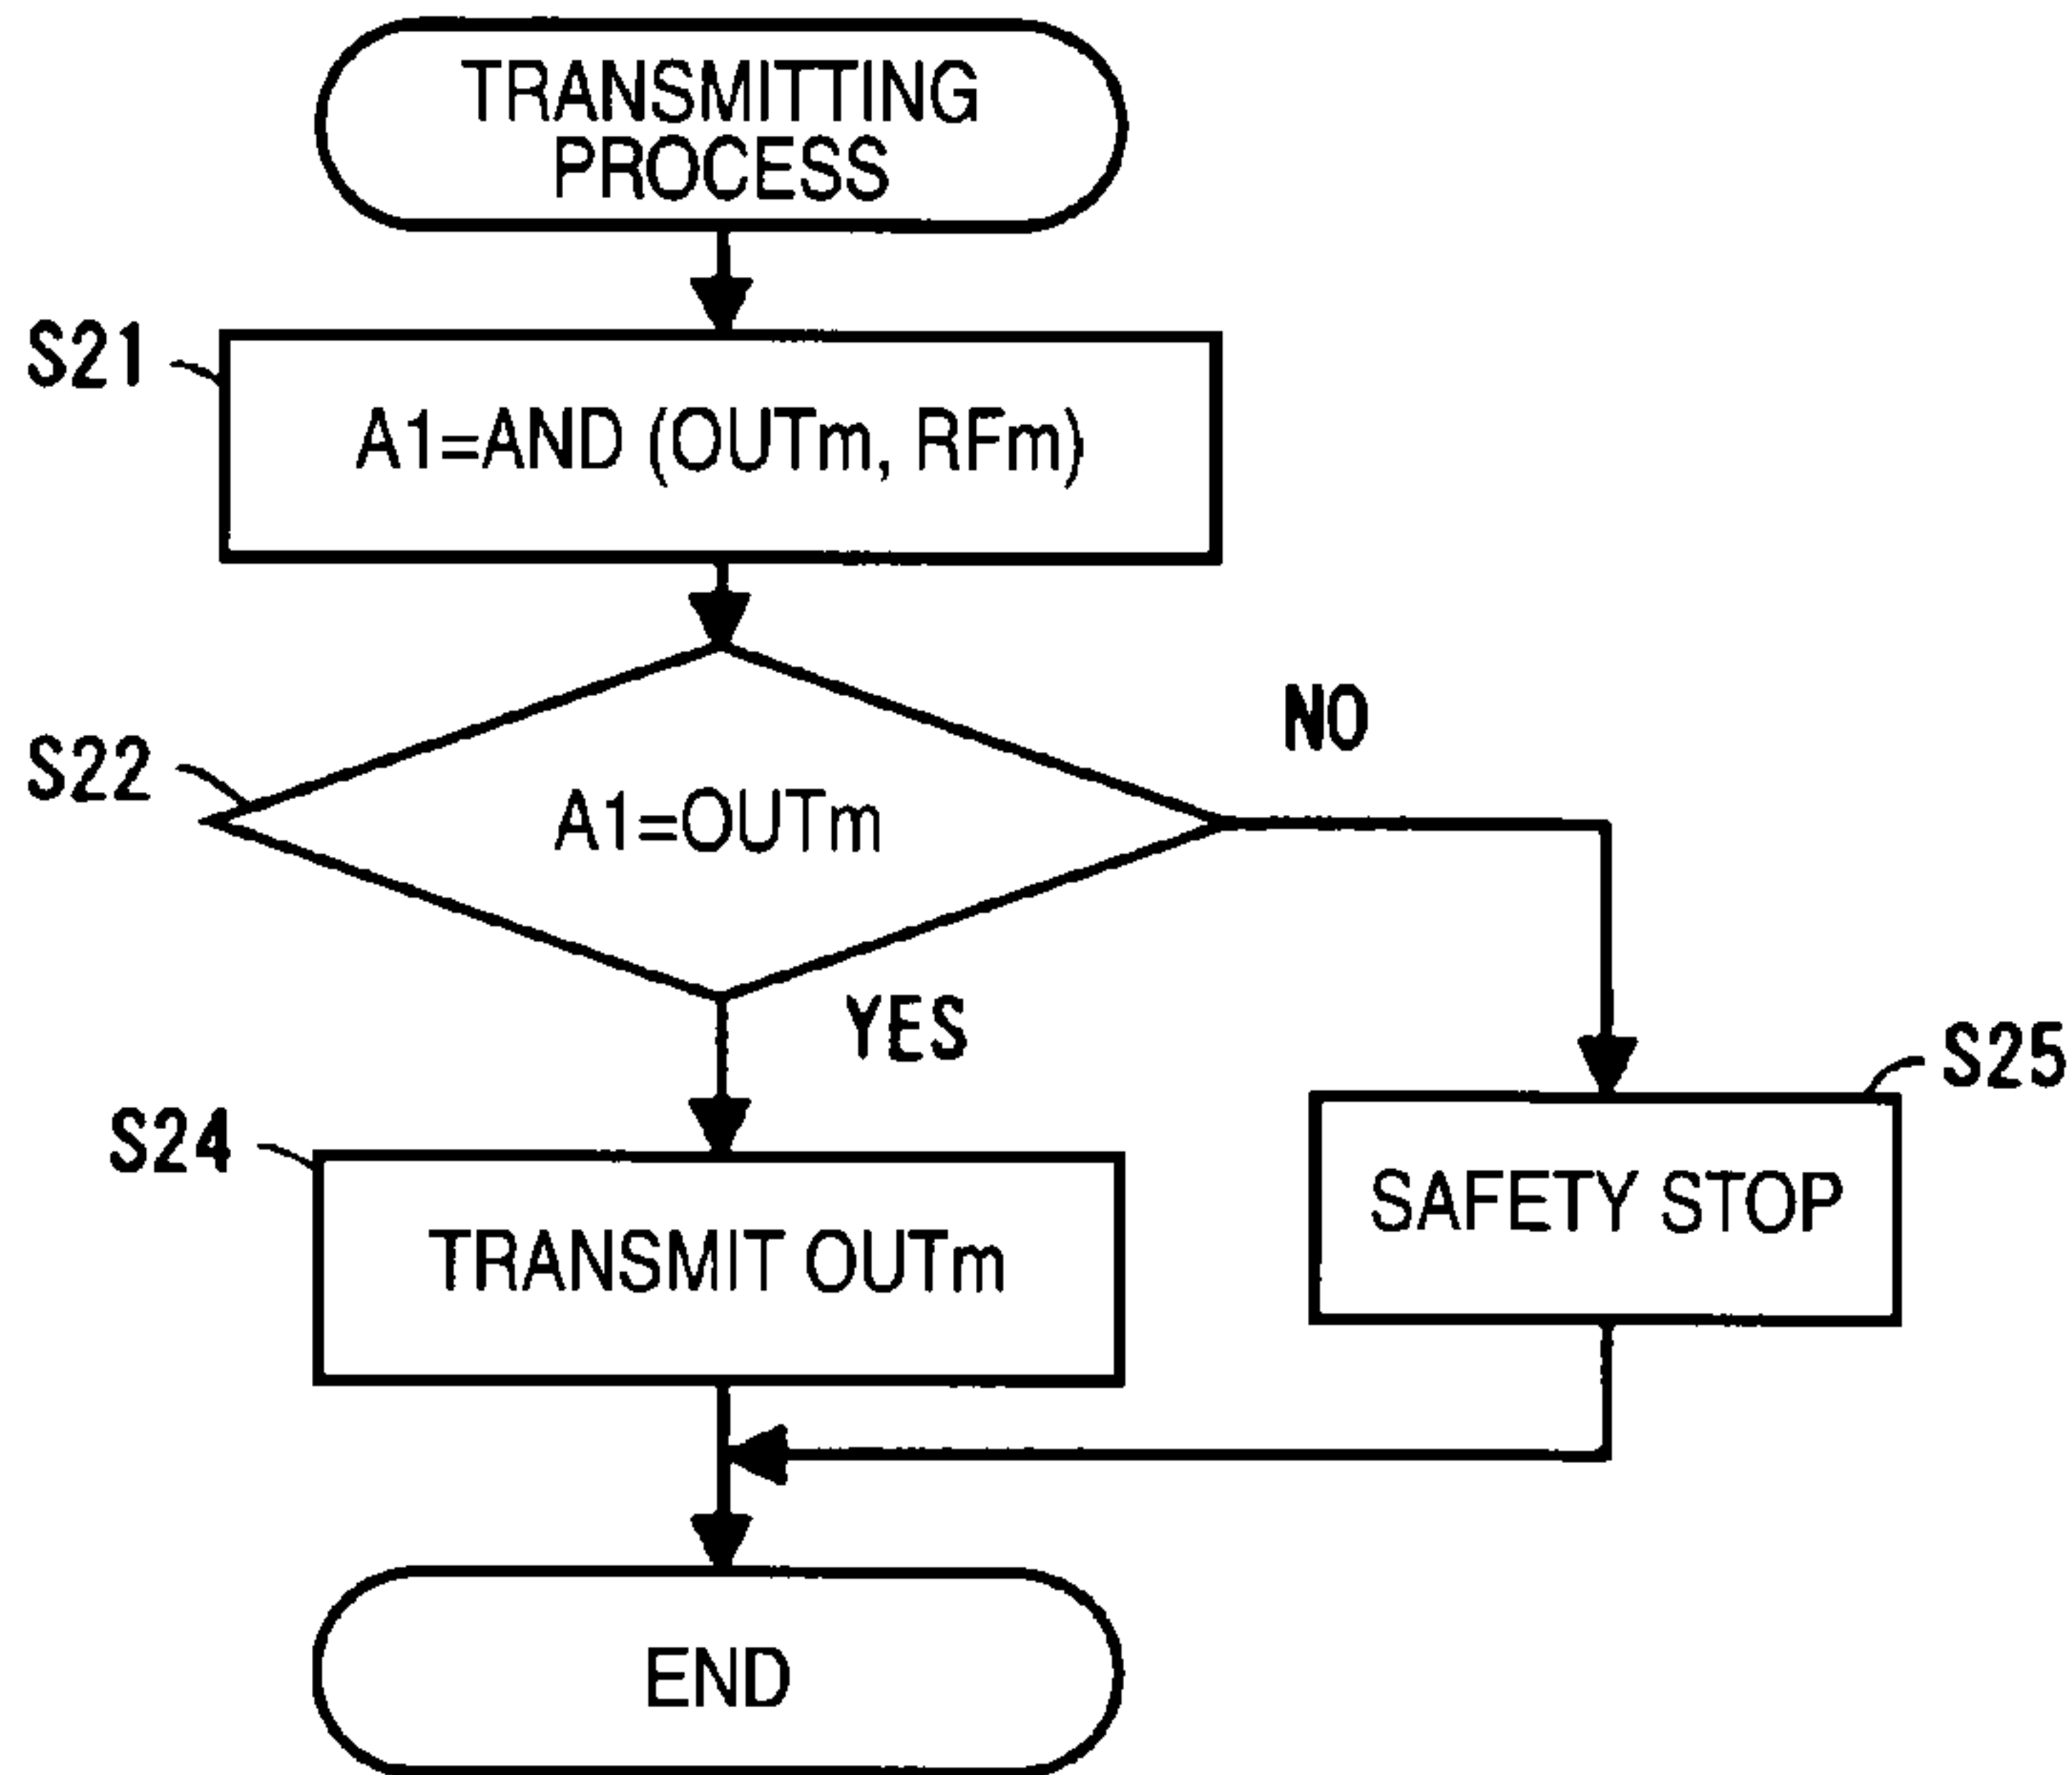 TRANSMITTING
PROCESS
S21
A1=AND (OUTm, RFm)
NO
S22
A1=OUTm
YES
S25
S24
SAFETY STOP
TRANSMIT OUTm
END